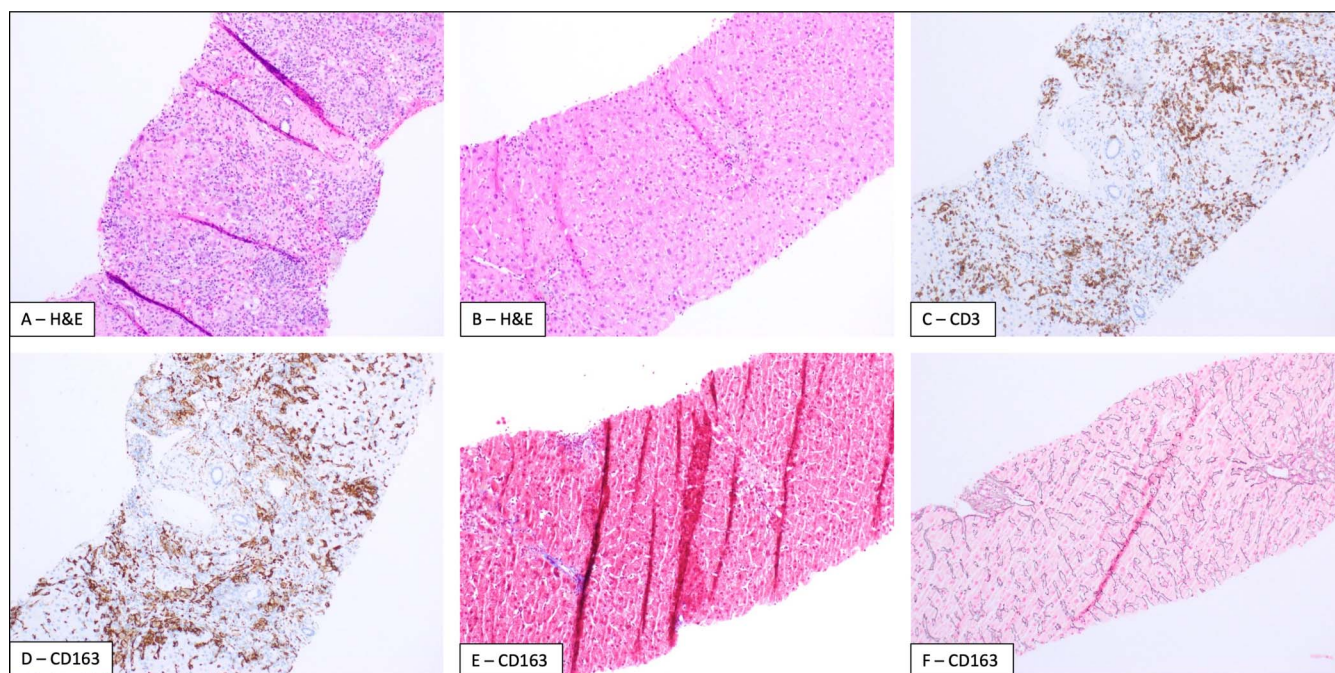 A – H&E
B – H&E
C – CD3
D – CD163
E – CD163
F – CD163